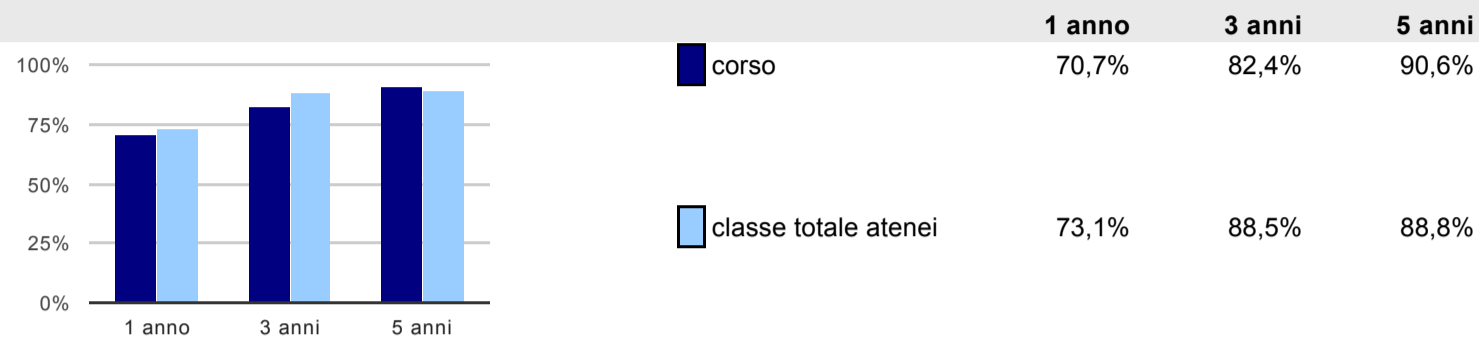 1 anno 3 anni 5 anni
100%
75%
50%
25%
0%
1 anno 3 anni 5 anni
corso 70,7% 82,4% 90,6%
classe totale atenei 73,1% 88,5% 88,8%